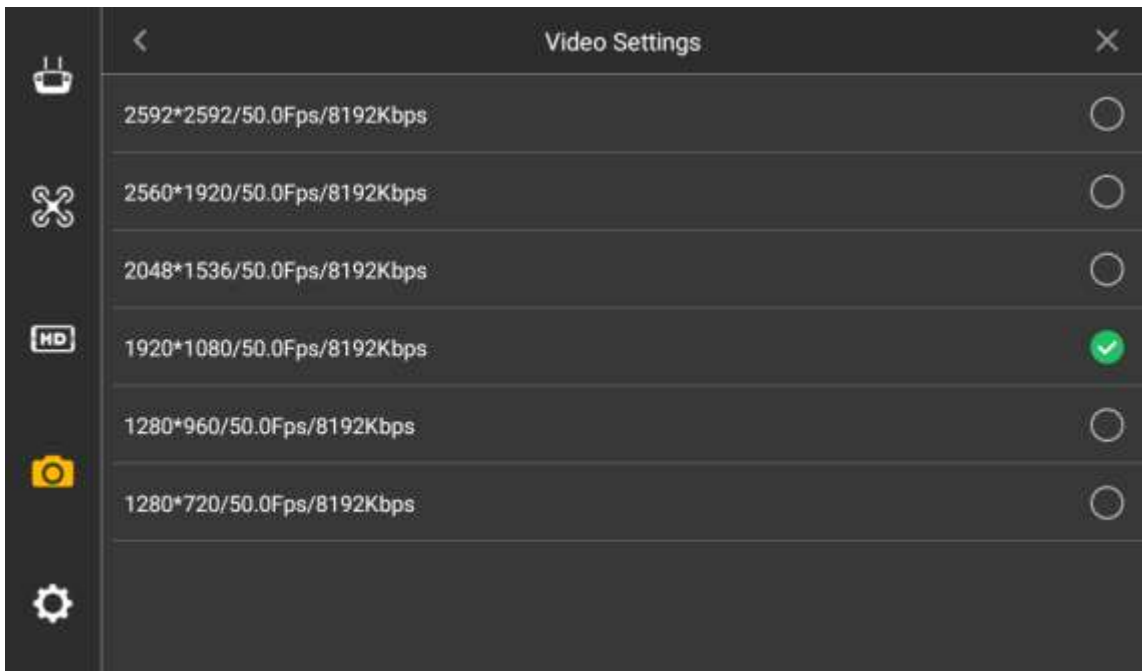 Video Settings
2592*2592/50.0Fps/8192Kbps
2560*1920/50.0Fps/8192Kbps
2048*1536/50.0Fps/8192Kbps
1920*1080/50.0Fps/8192Kbps
HD
1280*960/50.0Fps/8192Kbps
1280*720/50.0Fps/8192Kbps